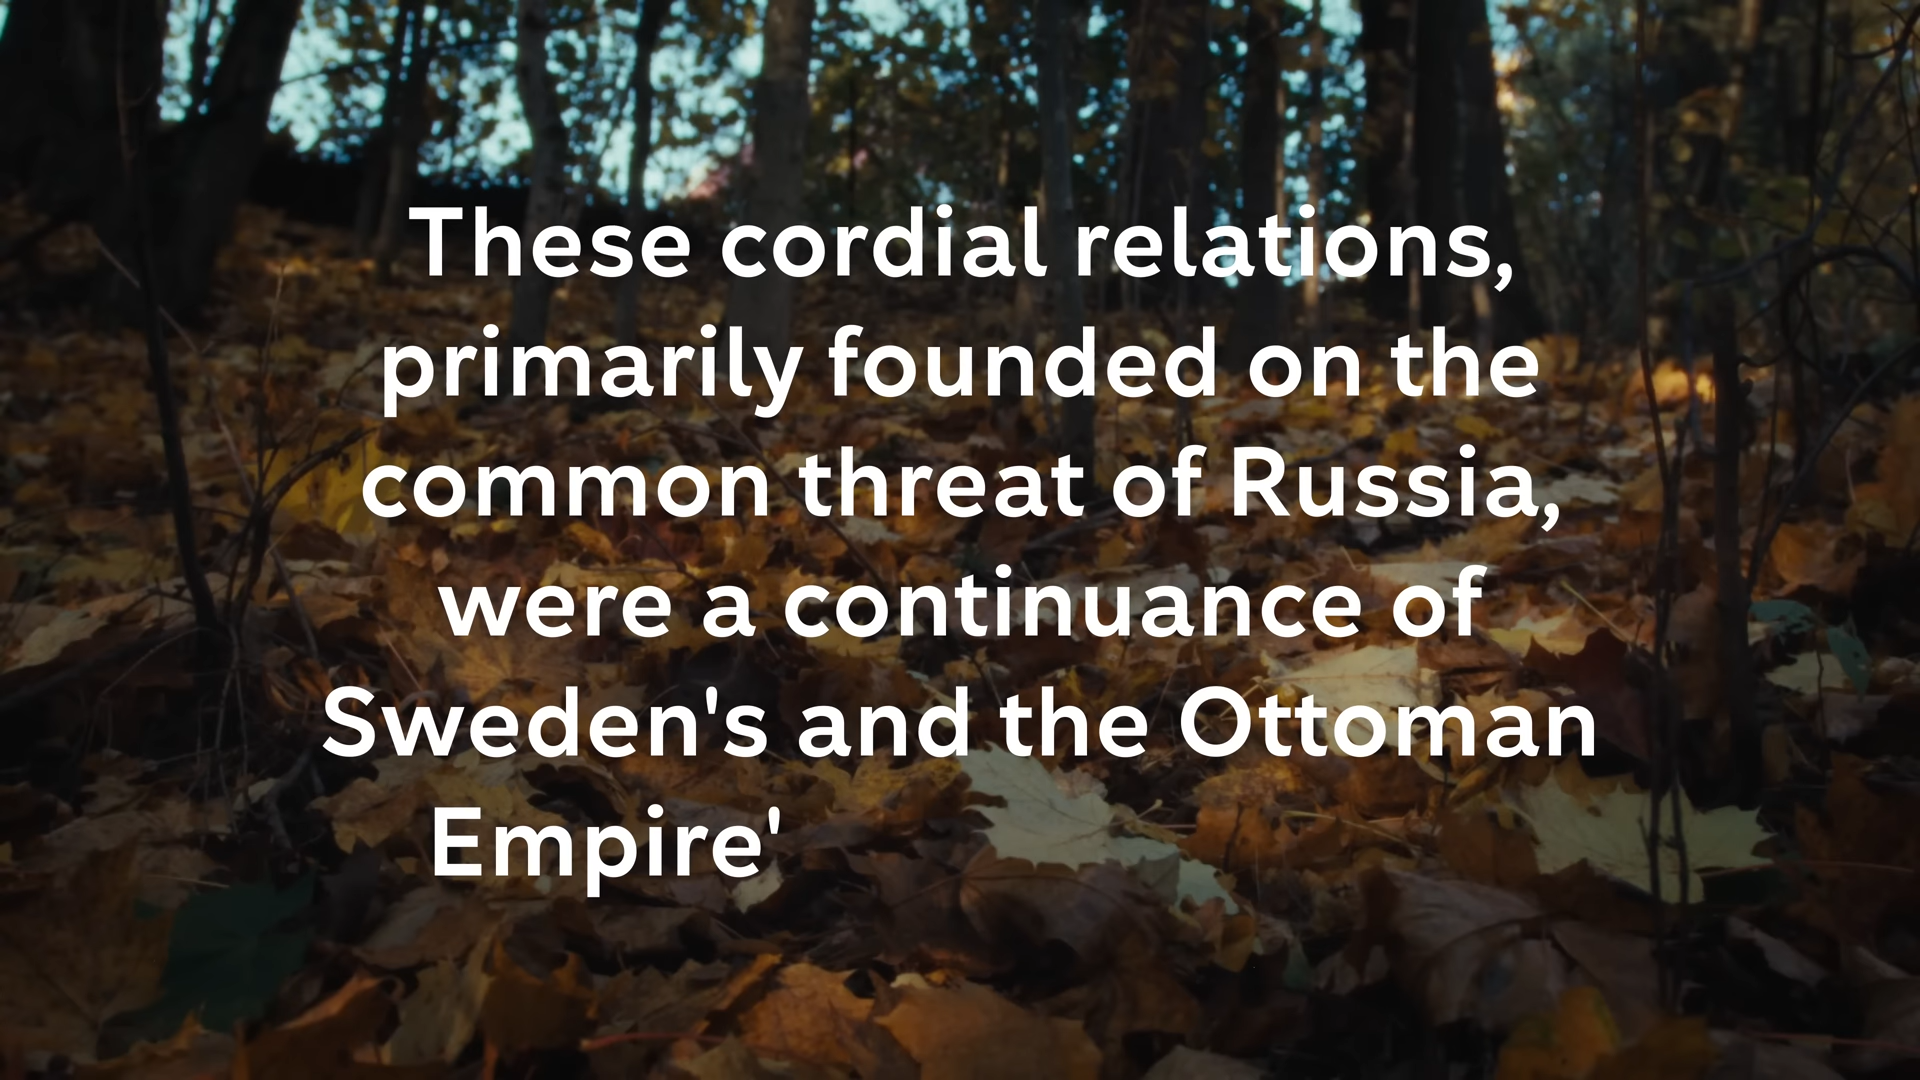 These cordial relations,
primarily founded on the
common threat of Russia,
were a continuance of
Sweden's and the Ottoman
Empire'